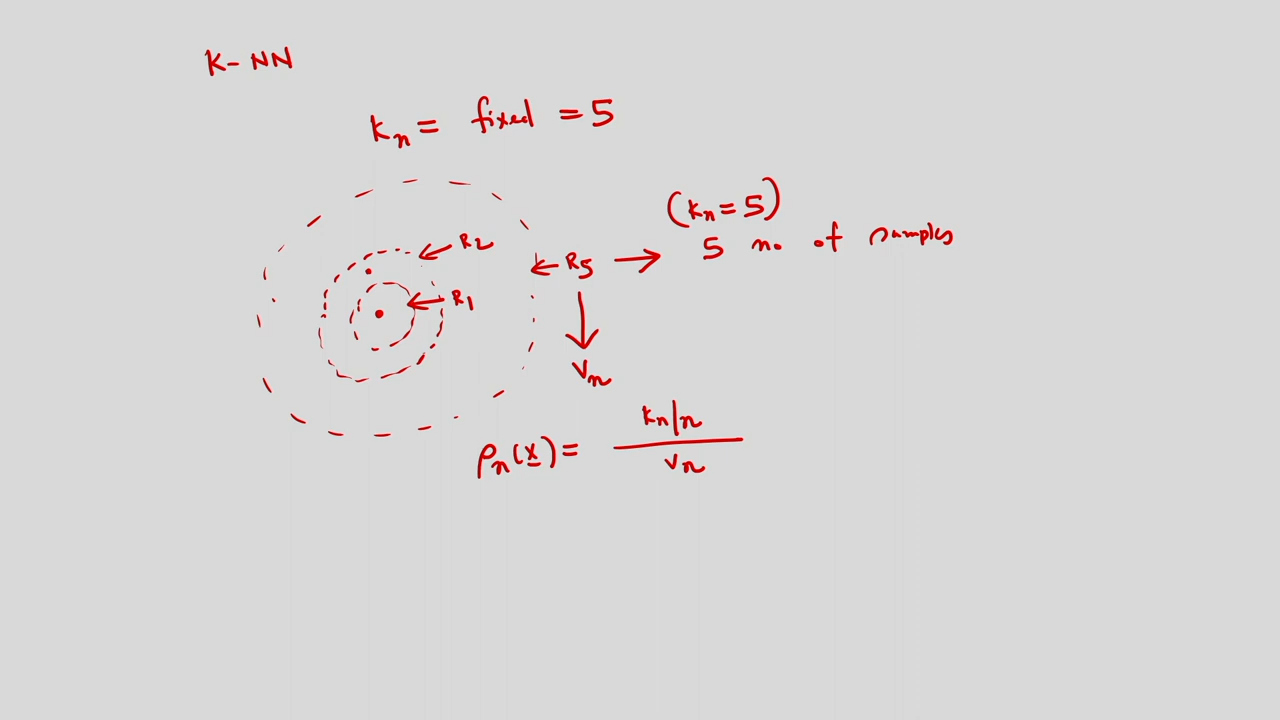 K-NN
kn = fixed = 5
(kn = 5)
5 no. of samples
R2
R5
R1
Vn
kn/n
pn(x) =
Vn